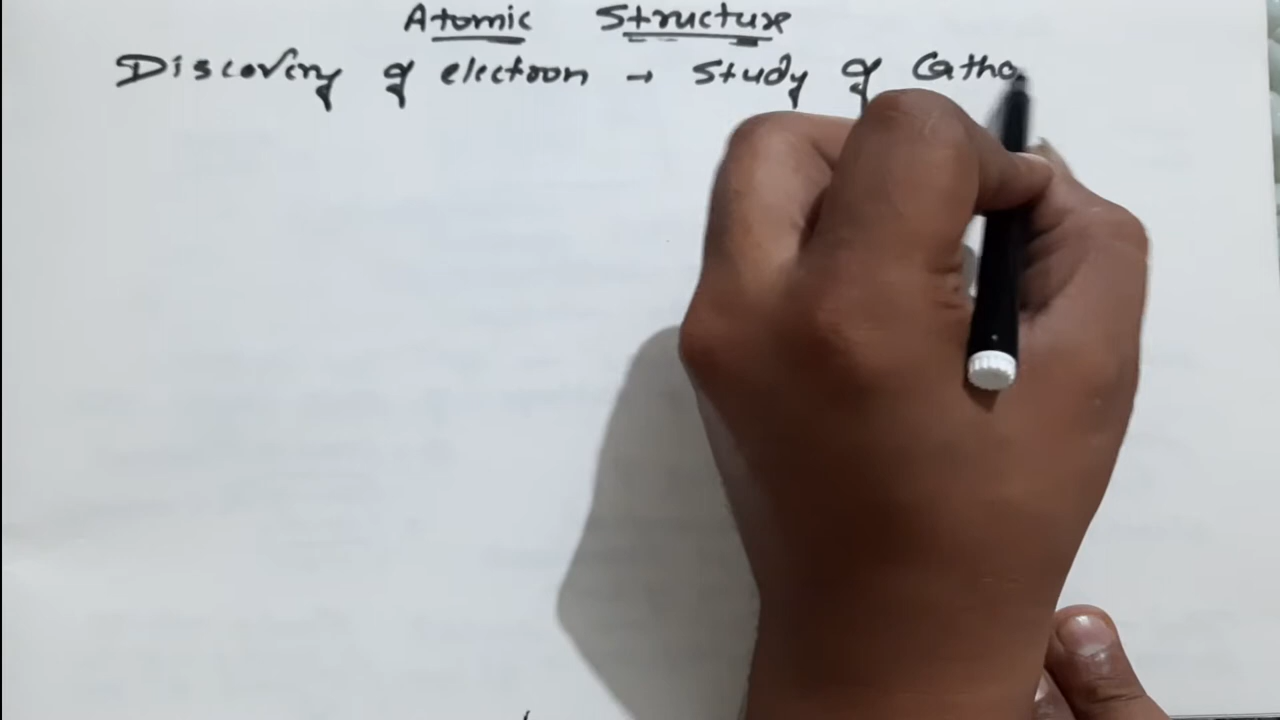 Atomic Structure
Discovery of electron → Study of Catho